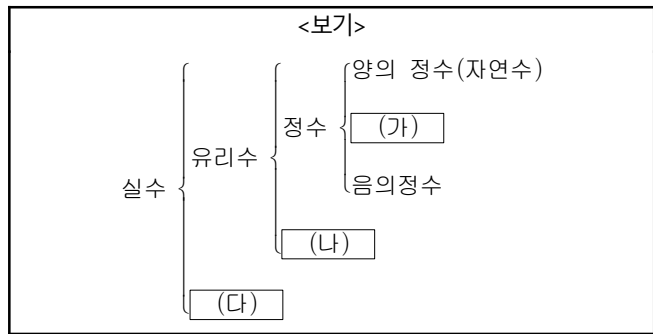 <보기>
양의 정수(자연수)
정수
(가)
유리수
음의정수
실수
(나)
(다)